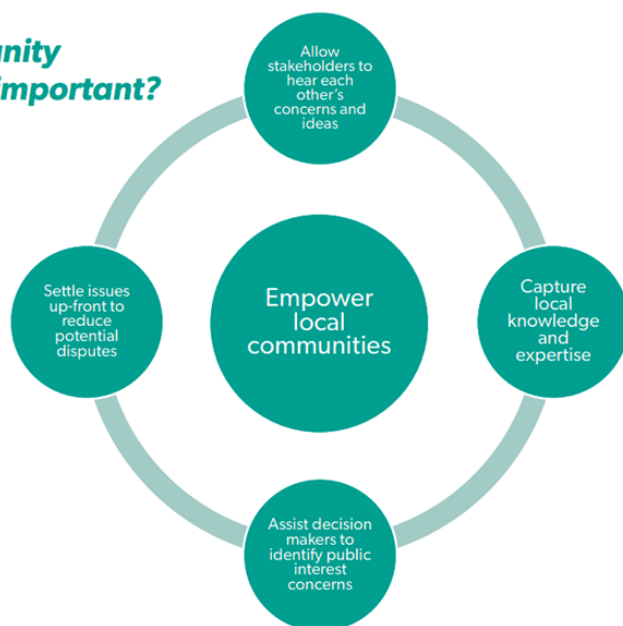 important?
Allow
stakeholders to
hear each
other's
concerns and
ideas
Settle issues
up-front to
reduce
potential
disputes
Empower
local
communities
Capture
local
knowledge
and
expertise
Assist decision
makers to
identify public
interest
concerns